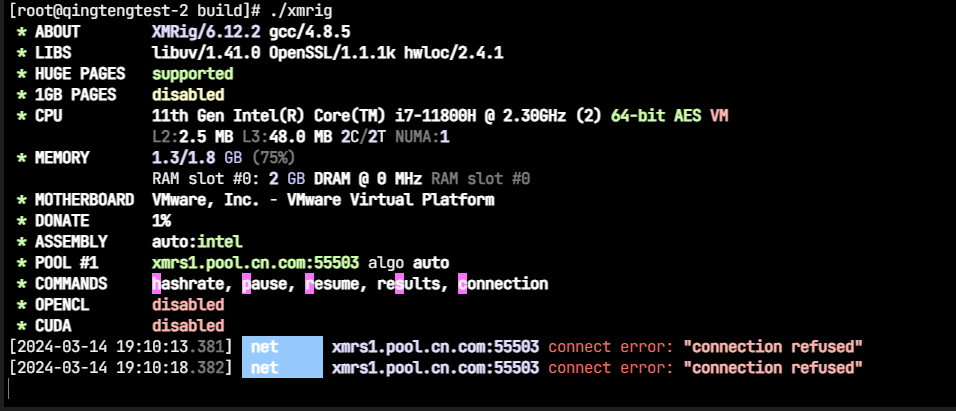 [root@qingtengtest-2 build]# ./xmrig
* ABOUT XMRig/6.12.2 gcc/4.8.5
* LIBS libuv/1.41.0 OpenSSL/1.1.1k hwloc/2.4.1
* HUGE PAGES supported
* 1GB PAGES disabled
* CPU 11th Gen Intel(R) Core(TM) i7-11800H @ 2.30GHz (2) 64-bit AES VM
L2:2.5 MB L3:48.0 MB 2C/2T NUMA:1
* MEMORY 1.3/1.8 GB (75%)
RAM slot #0: 2 GB DRAM @ 0 MHz RAM slot #0
* MOTHERBOARD VMware, Inc. - VMware Virtual Platform
* DONATE 1%
* ASSEMBLY auto:intel
* POOL #1 xmrs1.pool.cn.com:55503 algo auto
* COMMANDS hashrate, pause, resume, results, connection
* OPENCL disabled
* CUDA disabled
[2024-03-14 19:10:13.381] net xmrs1.pool.cn.com:55503 connect error: "connection refused"
[2024-03-14 19:10:18.382] net xmrs1.pool.cn.com:55503 connect error: "connection refused"